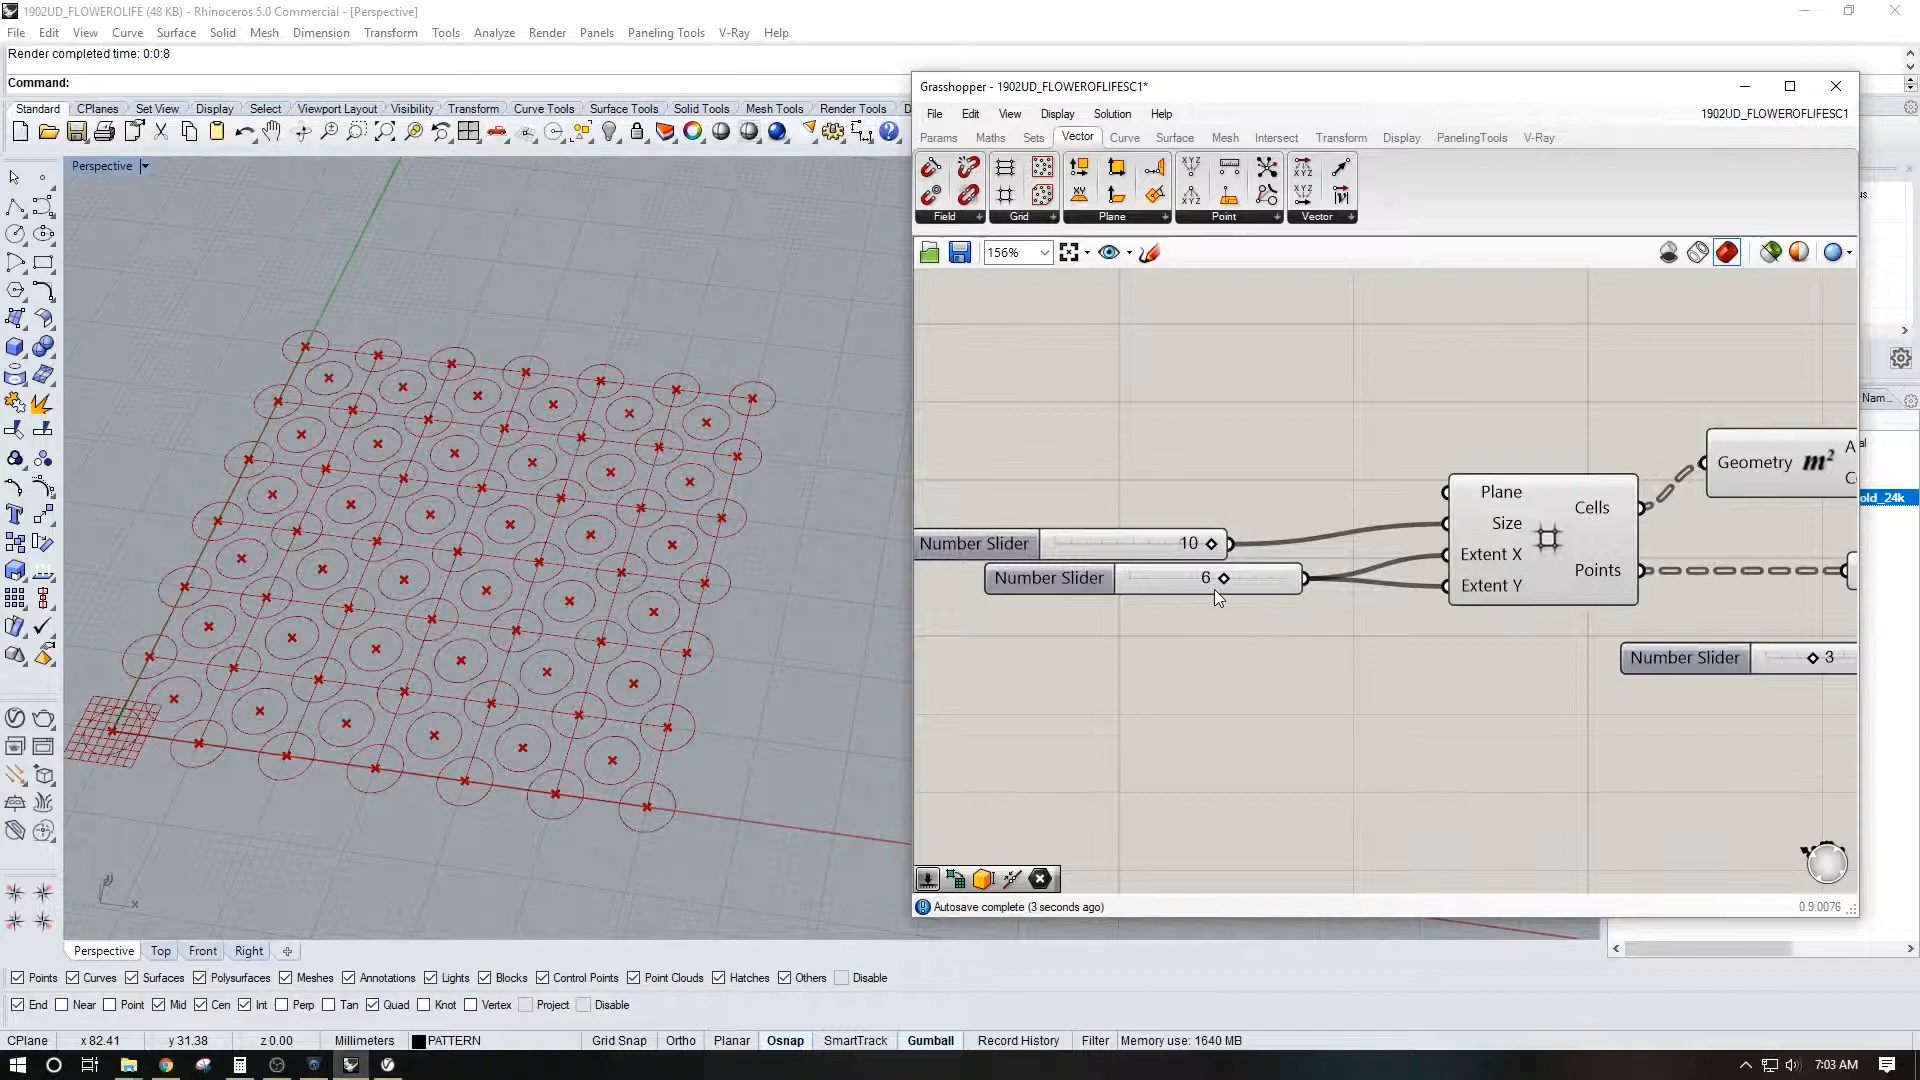 1902UD_FLOWEROLIFE (48 KB) - Rhinoceros 5.0 Commercial - [Perspective]
File Edit View Curve Surface Solid Mesh Dimension Transform Tools Analyze Render Panels Paneling Tools V-Ray Help
Render completed time: 0:0:8
Command:
Standard CPlanes Set View Display Select Viewport Layout Visibility Transform Curve Tools Surface Tools Solid Tools Mesh Tools Render Tools D
Perspective
Grasshopper - 1902UD_FLOWEROFLIFESC1*
File Edit View Display Solution Help
1902UD_FLOWEROFLIFESC1
Params Maths Sets Vector Curve Surface Mesh Intersect Transform Display PanelingTools V-Ray
Field Grid Plane Point Vector
156%
Geometry m²
Plane
Size
Extent X
Extent Y
Cells
Points
Number Slider 10
Number Slider 6
Number Slider 3
Autosave complete (3 seconds ago)
0.9.0076
Nam...
old_24k
x
Perspective Top Front Right
Points Curves Surfaces Polysurfaces Meshes Annotations Lights Blocks Control Points Point Clouds Hatches Others Disable
End Near Point Mid Cen Int Perp Tan Quad Knot Vertex Project Disable
CPlane x 82.41 y 31.38 z 0.00 Millimeters PATTERN Grid Snap Ortho Planar Osnap SmartTrack Gumball Record History Filter Memory use: 1640 MB
7:03 AM